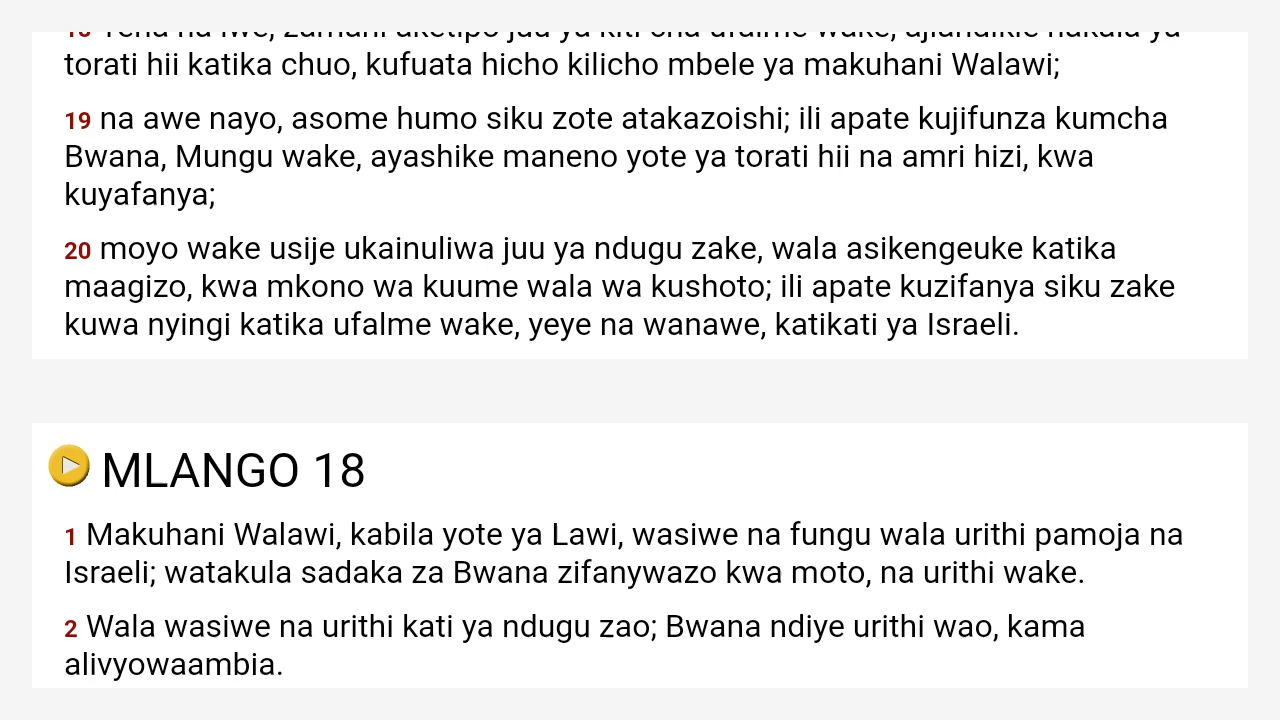 torati hii katika chuo, kufuata hicho kilicho mbele ya makuhani Walawi;
19 na awe nayo, asome humo siku zote atakazoishi; ili apate kujifunza kumcha
Bwana, Mungu wake, ayashike maneno yote ya torati hii na amri hizi, kwa
kuyafanya;
20 moyo wake usije ukainuliwa juu ya ndugu zake, wala asikengeuke katika
maagizo, kwa mkono wa kuume wala wa kushoto; ili apate kuzifanya siku zake
kuwa nyingi katika ufalme wake, yeye na wanawe, katikati ya Israeli.
MLANGO 18
1 Makuhani Walawi, kabila yote ya Lawi, wasiwe na fungu wala urithi pamoja na
Israeli; watakula sadaka za Bwana zifanywazo kwa moto, na urithi wake.
2 Wala wasiwe na urithi kati ya ndugu zao; Bwana ndiye urithi wao, kama
alivyowaambia.